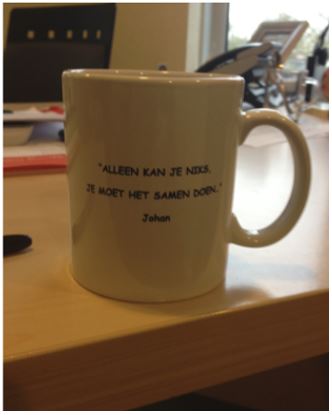 "ALLEEN KAN JE NIKS,
JE MOET HET SAMEN DOEN."
Johan